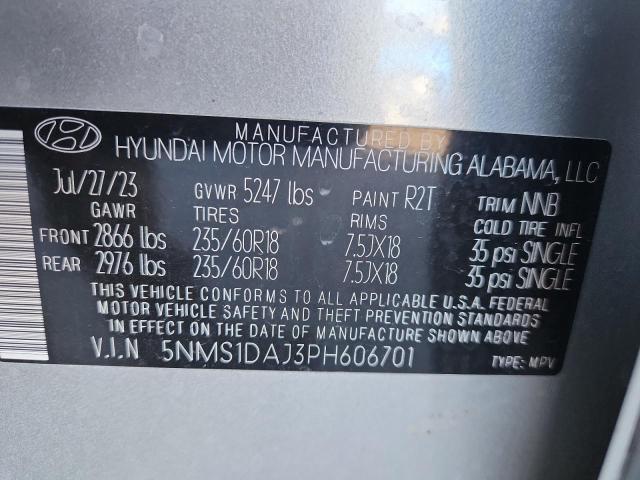 MANUFACTURED BY
HYUNDAI MOTOR MANUFACTURING ALABAMA, LLC
Jul/27/23 GVWR 5247 lbs PAINT R2T TRIM NNB
GAWR TIRES RIMS COLD TIRE INFL
FRONT 2866 lbs 235/60R18 7.5JX18 35 psi SINGLE
REAR 2976 lbs 235/60R18 7.5JX18 35 psi SINGLE
THIS VEHICLE CONFORMS TO ALL APPLICABLE U.S.A. FEDERAL
MOTOR VEHICLE SAFETY AND THEFT PREVENTION STANDARDS
IN EFFECT ON THE DATE OF MANUFACTURE SHOWN ABOVE
V.I.N 5NMS1DAJ3PH606701 TYPE: MPV